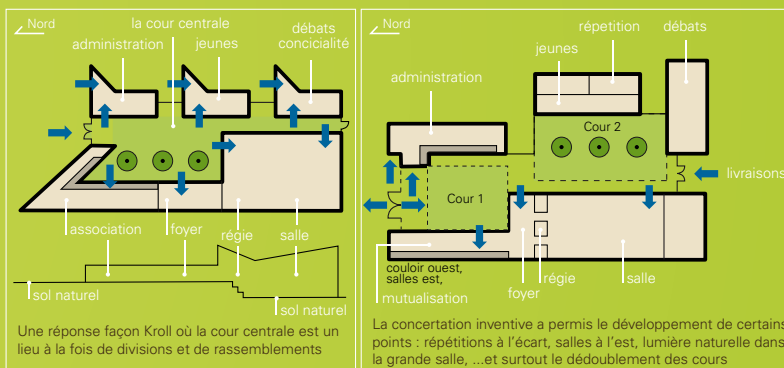 Nord
la cour centrale
administration
jeunes
débats
concicialité
association
foyer
régie
salle
sol naturel
sol naturel
Une réponse façon Kroll où la cour centrale est un
lieu à la fois de divisions et de rassemblements
Nord
répétition
débats
jeunes
administration
Cour 2
livraisons
Cour 1
couloir ouest,
salles est,
mutualisation
foyer
régie
salle
La concertation inventive a permis le développement de certains
points : répétitions à l'écart, salles à l'est, lumière naturelle dans
la grande salle, ...et surtout le dédoublement des cours